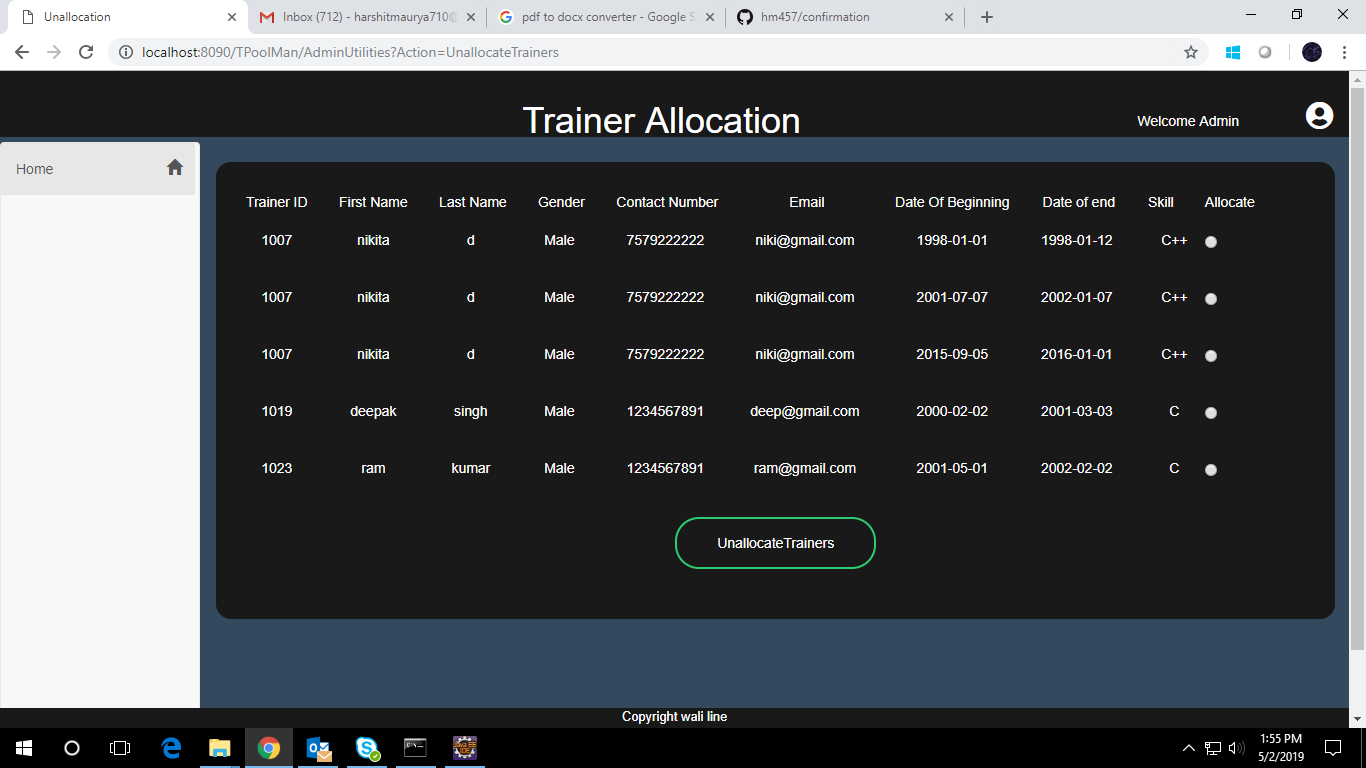 Unallocation
Inbox (712) - harshitmaurya710@
pdf to docx converter - Google S
hm457/confirmation
localhost:8090/TPoolMan/AdminUtilities?Action=UnallocateTrainers
Trainer Allocation
Welcome Admin
Home
Trainer ID First Name Last Name Gender Contact Number Email Date Of Beginning Date of end Skill Allocate
1007 nikita d Male 7579222222 niki@gmail.com 1998-01-01 1998-01-12 C++
1007 nikita d Male 7579222222 niki@gmail.com 2001-07-07 2002-01-07 C++
1007 nikita d Male 7579222222 niki@gmail.com 2015-09-05 2016-01-01 C++
1019 deepak singh Male 1234567891 deep@gmail.com 2000-02-02 2001-03-03 C
1023 ram kumar Male 1234567891 ram@gmail.com 2001-05-01 2002-02-02 C
UnallocateTrainers
Copyright wali line
1:55 PM
5/2/2019